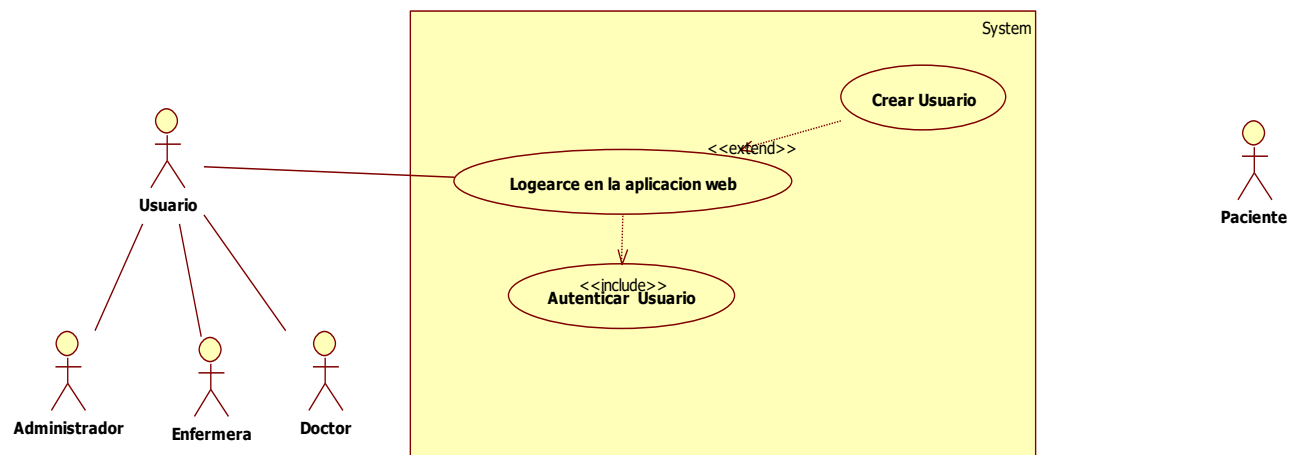 System
Crear Usuario
<<extend>>
Logearce en la aplicacion web
Usuario
Paciente
<<include>>
Autenticar Usuario
Administrador
Enfermera
Doctor